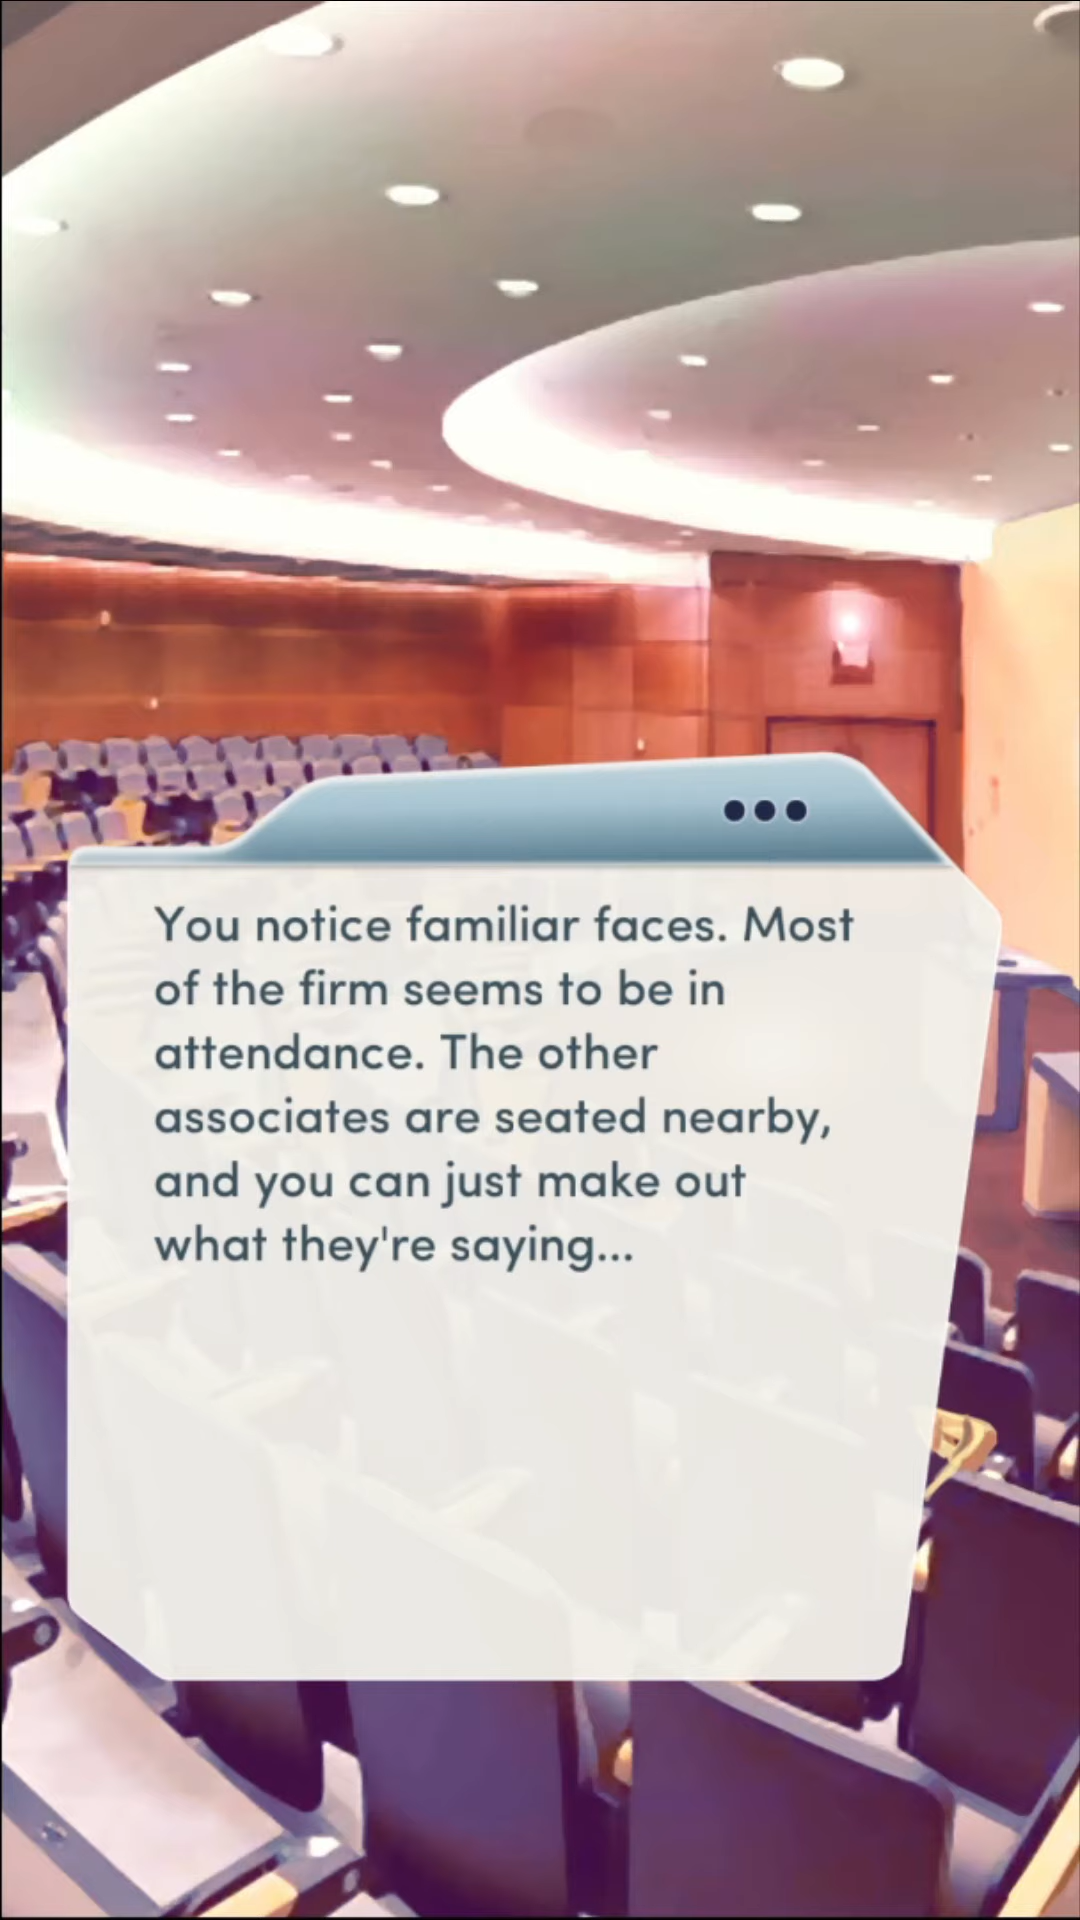 You notice familiar faces. Most
of the firm seems to be in
attendance. The other
associates are seated nearby,
and you can just make out
what they're saying...